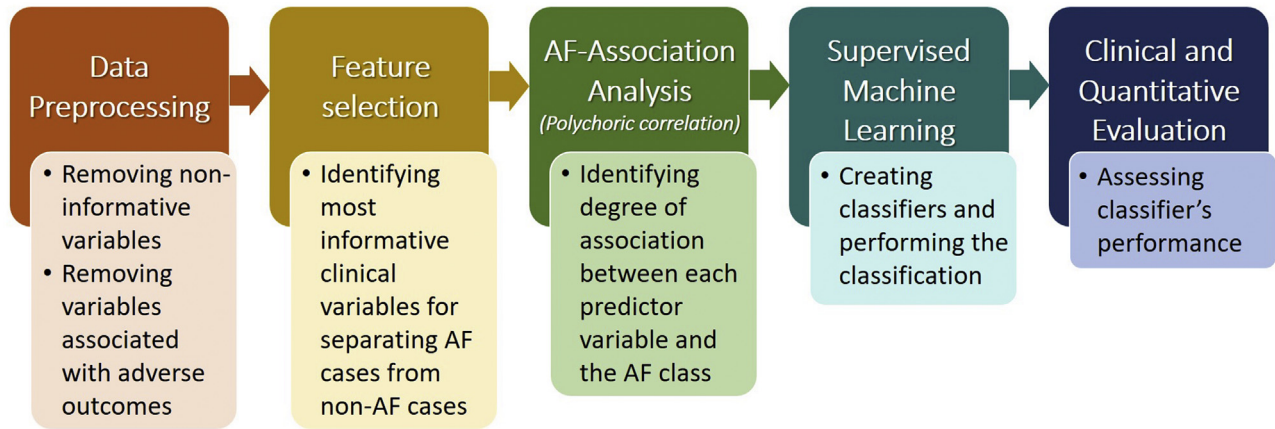 Data
Preprocessing
• Removing non-
informative
variables
• Removing
variables
associated
with adverse
outcomes
Feature
selection
• Identifying
most
informative
clinical
variables for
separating AF
cases from
non-AF cases
AF-Association
Analysis
(Polychoric correlation)
• Identifying
degree of
association
between each
predictor
variable and
the AF class
Supervised
Machine
Learning
• Creating
classifiers and
performing the
classification
Clinical and
Quantitative
Evaluation
• Assessing
classifier's
performance